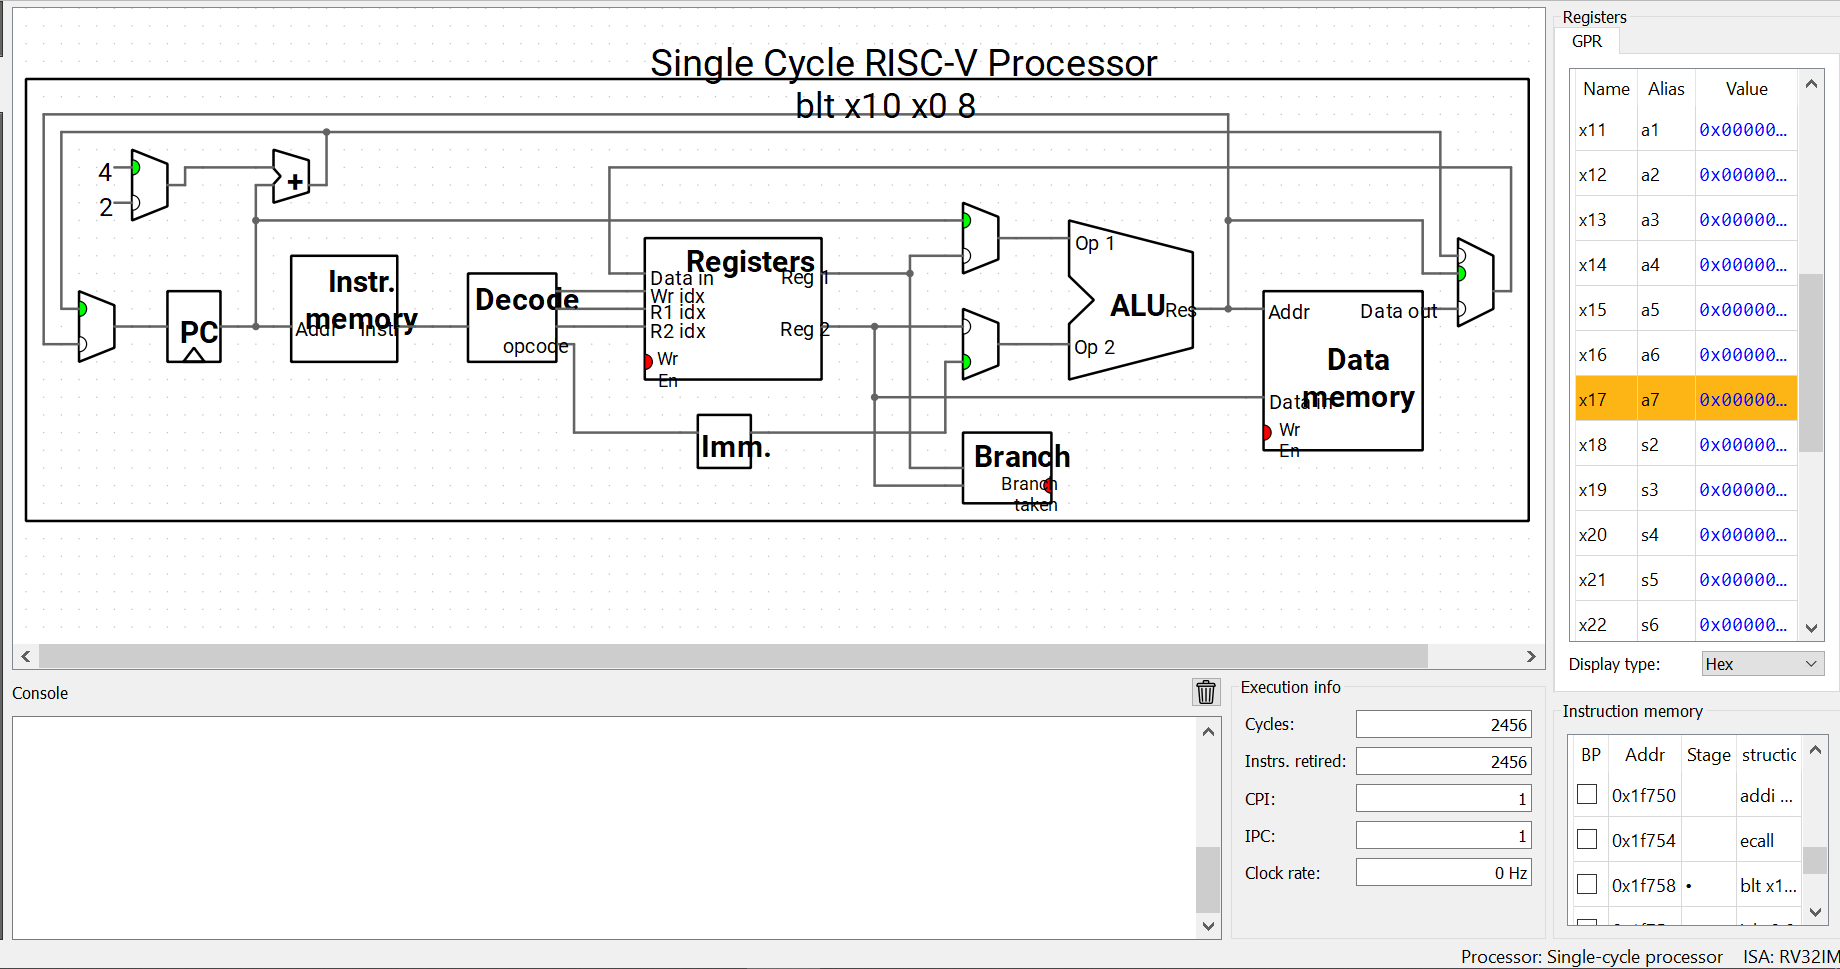 Single Cycle RISC-V Processor
blt x10 x0 8
4
2
+
PC
Instr.
memory
Addr
Instr
Decode
opcode
Registers
Data in
Wr idx
R1 idx
R2 idx
Wr
En
Reg 1
Reg 2
Imm.
Op 1
Op 2
ALU
Res
Branch
Branch
taken
Addr
Data out
Data
memory
Data in
Wr
En
Console
Execution info
Cycles: 2456
Instrs. retired: 2456
CPI: 1
IPC: 1
Clock rate: 0 Hz
Registers
GPR
Name Alias Value
x11 a1 0x00000...
x12 a2 0x00000...
x13 a3 0x00000...
x14 a4 0x00000...
x15 a5 0x00000...
x16 a6 0x00000...
x17 a7 0x00000...
x18 s2 0x00000...
x19 s3 0x00000...
x20 s4 0x00000...
x21 s5 0x00000...
x22 s6 0x00000...
Display type: Hex
Instruction memory
BP Addr Stage structic
0x1f750 addi ...
0x1f754 ecall
0x1f758 • blt x1...
Processor: Single-cycle processor ISA: RV32IM